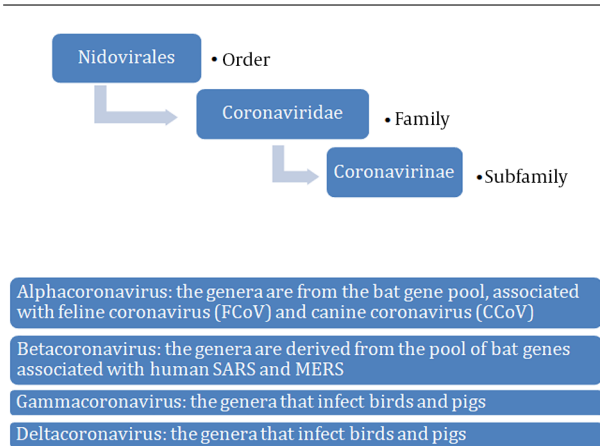 Nidovirales • Order
Coronaviridae • Family
Coronavirinae • Subfamily
Alphacoronavirus: the genera are from the bat gene pool, associated
with feline coronavirus (FCoV) and canine coronavirus (CCoV)
Betacoronavirus: the genera are derived from the pool of bat genes
associated with human SARS and MERS
Gammacoronavirus: the genera that infect birds and pigs
Deltacoronavirus: the genera that infect birds and pigs